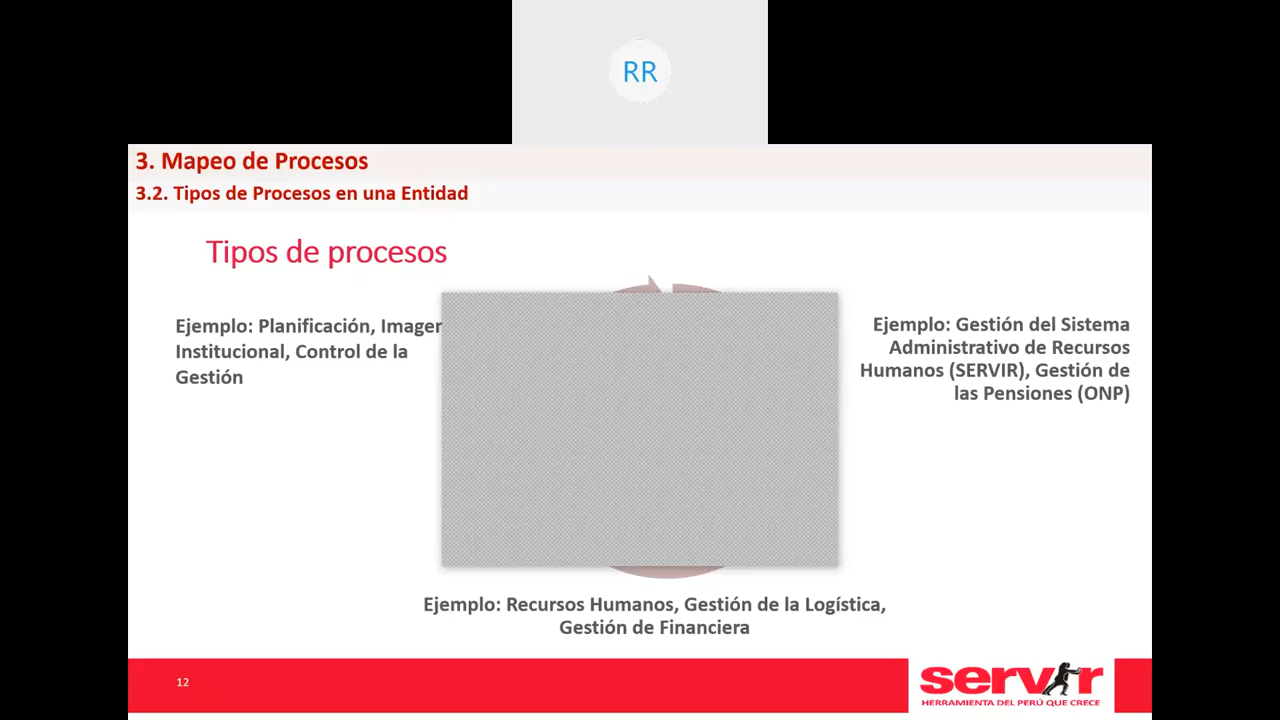 RR
3. Mapeo de Procesos
3.2. Tipos de Procesos en una Entidad
Tipos de procesos
Ejemplo: Planificación, Imagen
Institucional, Control de la
Gestión
Ejemplo: Gestión del Sistema
Administrativo de Recursos
Humanos (SERVIR), Gestión de
las Pensiones (ONP)
Ejemplo: Recursos Humanos, Gestión de la Logística,
Gestión de Financiera
12
servir
HERRAMIENTA DEL PERÚ QUE CRECE